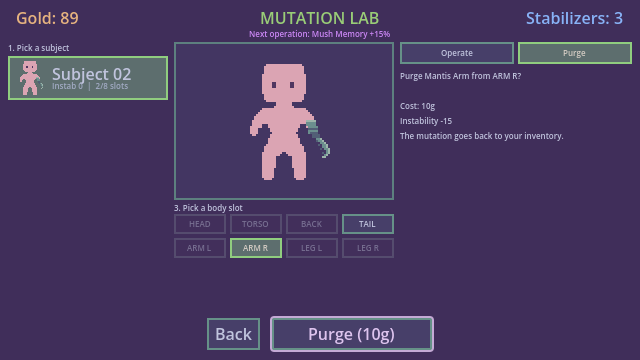 Gold: 89
MUTATION LAB
Stabilizers: 3
Next operation: Mush Memory +15%
1. Pick a subject
Subject 02
Instab 0 | 2/8 slots
Operate
Purge
Purge Mantis Arm from ARM R?
Cost: 10g
Instability -15
The mutation goes back to your inventory.
3. Pick a body slot
HEAD
TORSO
BACK
TAIL
ARM L
ARM R
LEG L
LEG R
Back
Purge (10g)